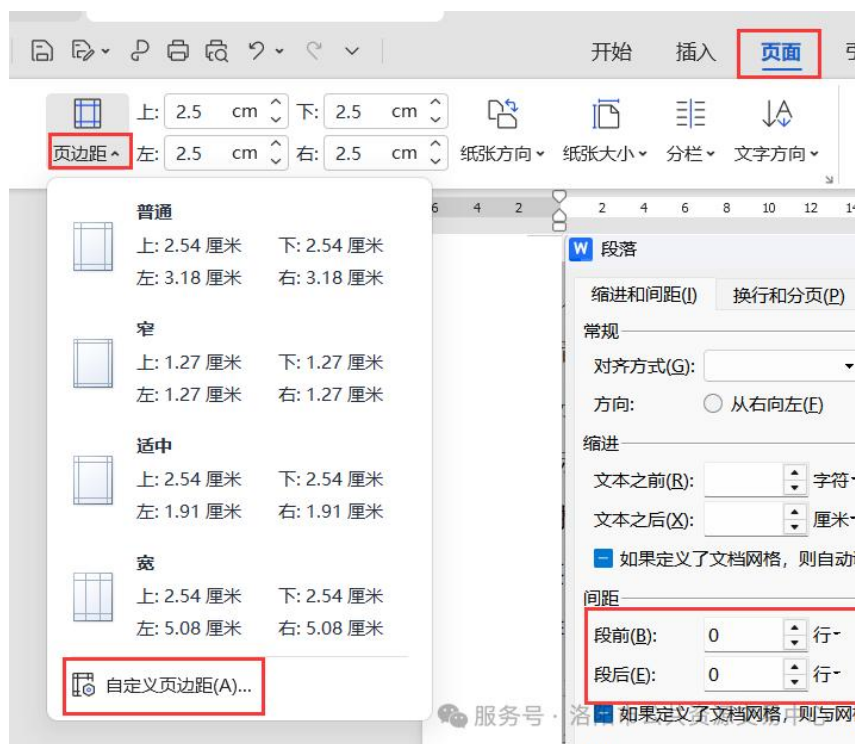 开始 插入 页面
上: 2.5 cm 下: 2.5 cm
页边距 左: 2.5 cm 右: 2.5 cm 纸张方向 纸张大小 分栏 文字方向
普通
上: 2.54 厘米 下: 2.54 厘米
左: 3.18 厘米 右: 3.18 厘米
窄
上: 1.27 厘米 下: 1.27 厘米
左: 1.27 厘米 右: 1.27 厘米
适中
上: 2.54 厘米 下: 2.54 厘米
左: 1.91 厘米 右: 1.91 厘米
宽
上: 2.54 厘米 下: 2.54 厘米
左: 5.08 厘米 右: 5.08 厘米
自定义页边距(A)...
6 4 2 2 4 6 8 10 12 14
W 段落
缩进和间距(I) 换行和分页(P)
常规
对齐方式(G):
方向: 从右向左(F)
缩进
文本之前(R): 字符
文本之后(X): 厘米
如果定义了文档网格，则自动
间距
段前(B): 0 行
段后(E): 0 行
如果定义了文档网格，则与网
服务号 · 洛